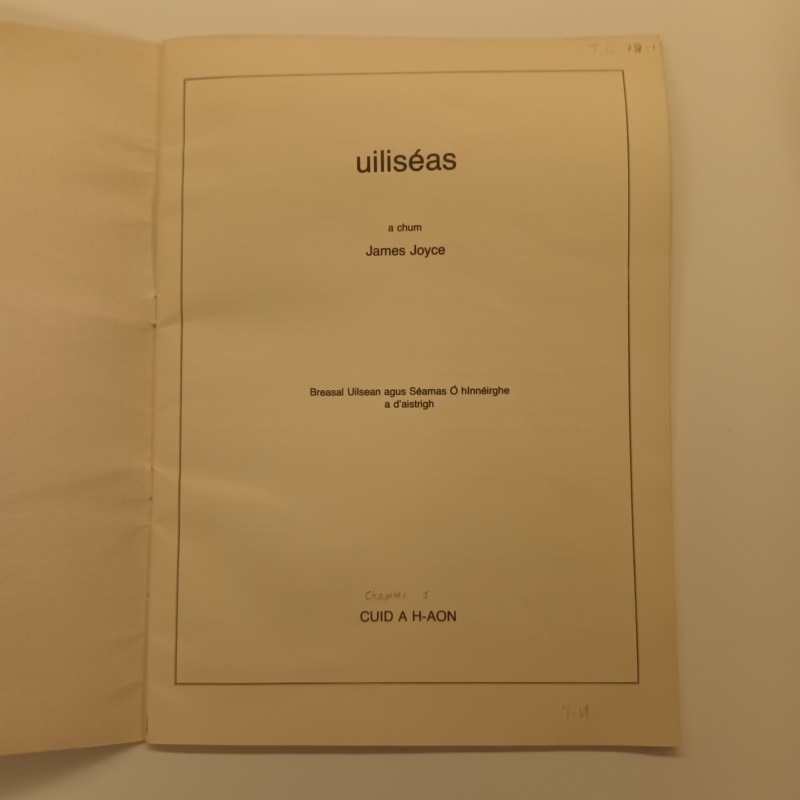 uiliséas
a chum
James Joyce
Breasal Uilsean agus Séamas Ó hInnéirghe
a d'aistrigh
Chapter 1
CUID A H-AON